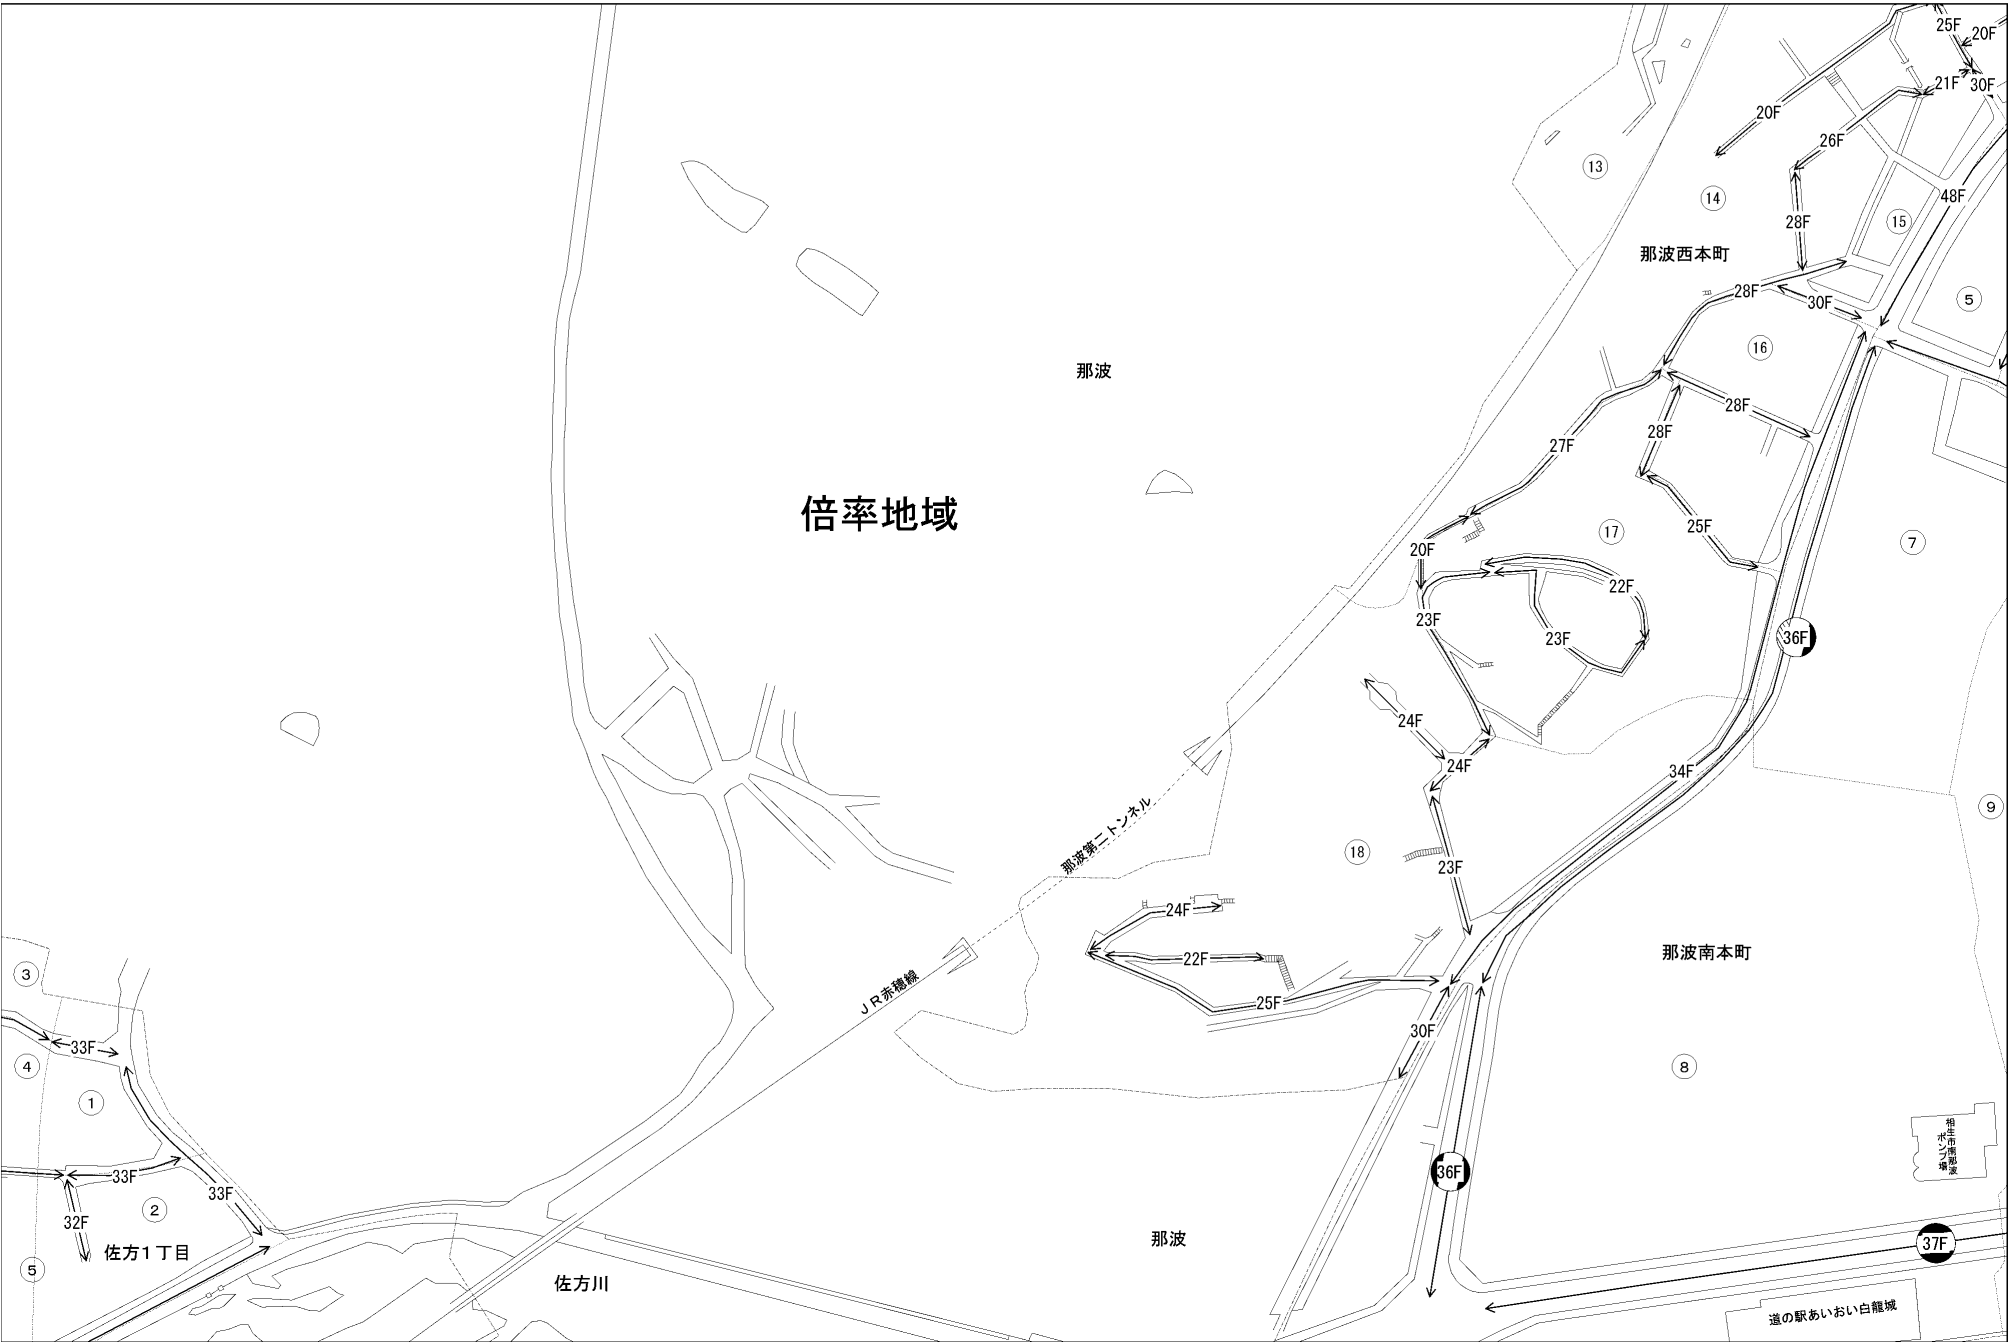 25F
20F
21F
30F
20F
26F
⑬
⑭
48F
⑮
28F
那波西本町
28F
30F
⑤
⑯
那波
28F
28F
27F
倍率地域
25F
⑰
⑦
20F
22F
23F
23F
36F
24F
24F
34F
⑨
那波第二トンネル
⑱
23F
24F
那波南本町
22F
JR赤穂線
25F
③
30F
33F
④
⑧
①
相生市南那波
ポンプ場
36F
33F
33F
②
32F
佐方1丁目
那波
37F
⑤
佐方川
道の駅あいおい白龍城